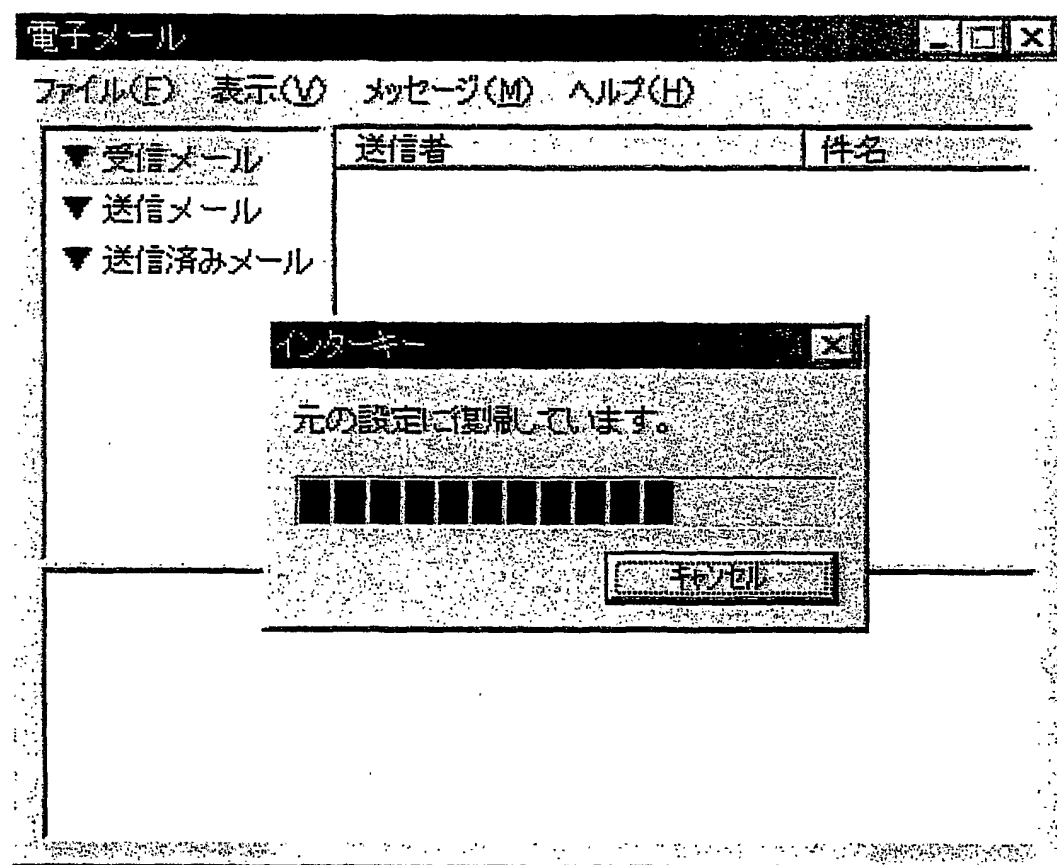 電子メール
ファイル(F) 表示(V) メッセージ(M) ヘルプ(H)
▼ 受信メール
▼ 送信メール
▼ 送信済みメール
送信者 件名
インターキー
元の設定に復帰しています。
キャンセル